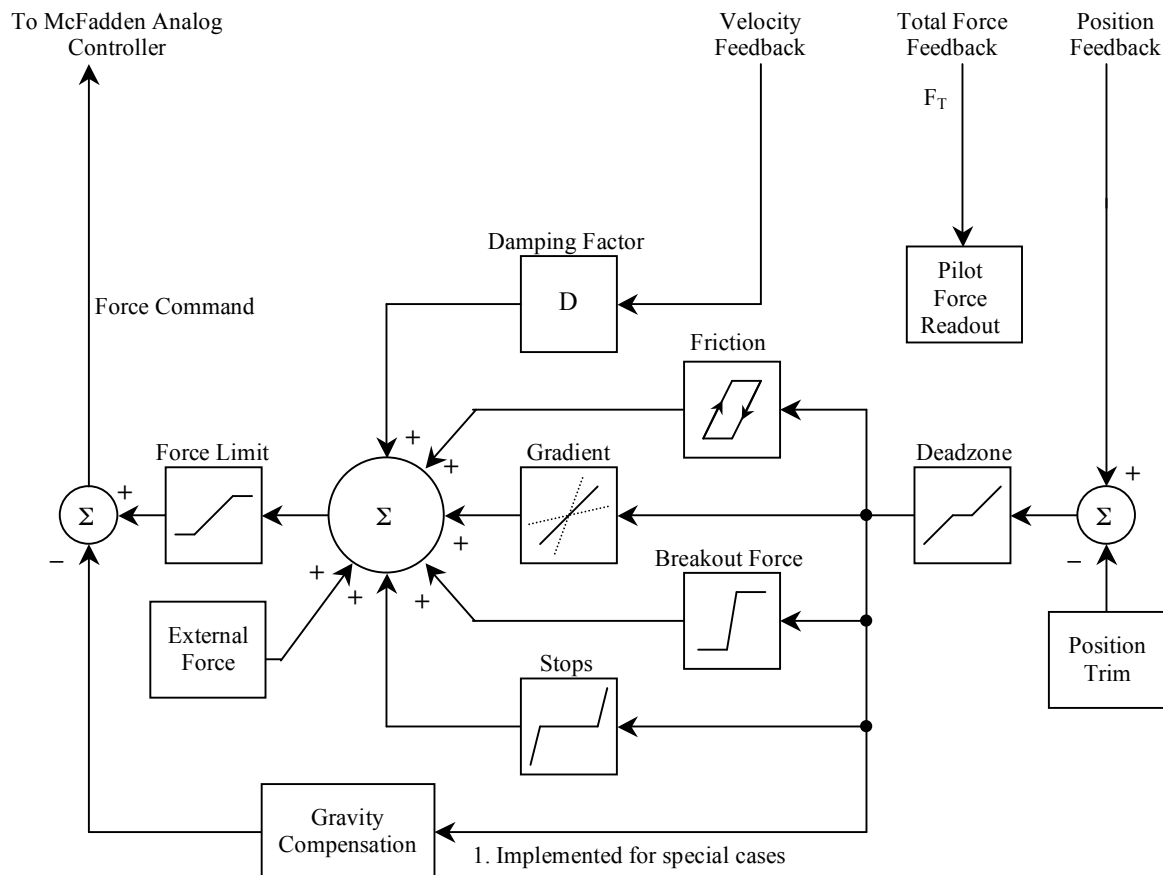 To McFadden Analog
Controller
Velocity
Feedback
Total Force
Feedback
Position
Feedback
F_T
Damping Factor
D
Pilot
Force
Readout
Force Command
Friction
+
+
Force Limit
Gradient
Deadzone
+
+
Σ
Σ
Σ
+
−
−
+
+
+
Breakout Force
External
Force
Position
Trim
Stops
Gravity
Compensation
1. Implemented for special cases